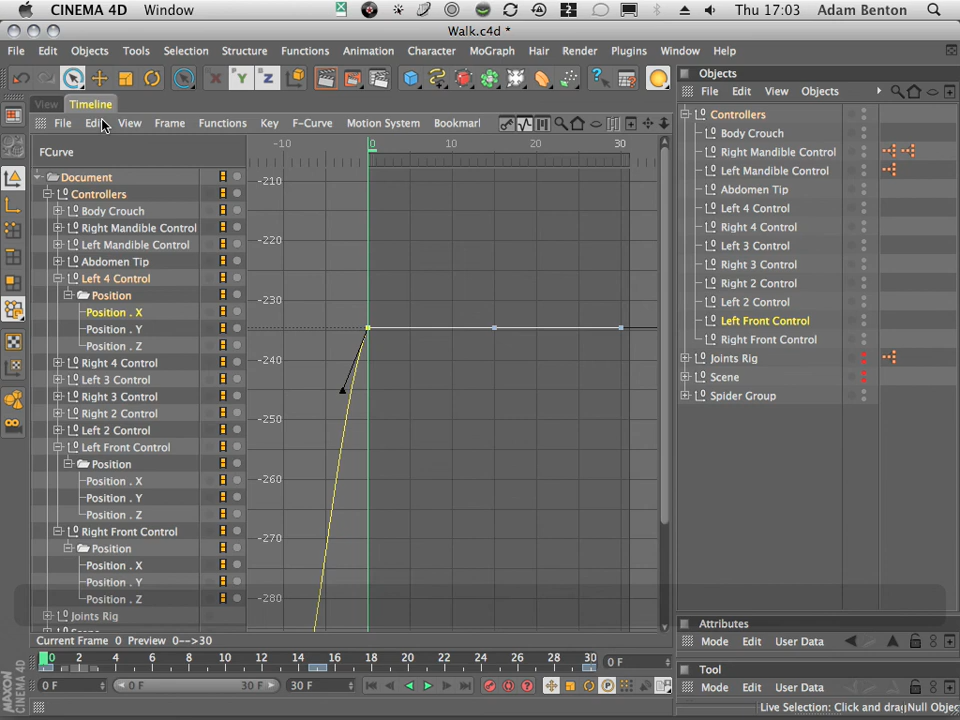 CINEMA 4D Window Thu 17:03 Adam Benton
Walk.c4d *
File Edit Objects Tools Selection Structure Functions Animation Character MoGraph Hair Render Plugins Window Help
X Y Z
View Timeline
File Edit View Frame Functions Key F-Curve Motion System Bookmarl
FCurve
-10 0 10 20 30
Document
Controllers
Body Crouch
Right Mandible Control
Left Mandible Control
Abdomen Tip
Left 4 Control
Position
Position . X
Position . Y
Position . Z
Right 4 Control
Left 3 Control
Right 3 Control
Right 2 Control
Left 2 Control
Left Front Control
Position
Position . X
Position . Y
Position . Z
Right Front Control
Position
Position . X
Position . Y
Position . Z
Joints Rig
-210
-220
-230
-240
-250
-260
-270
-280
Current Frame 0 Preview 0-->30
0 2 4 6 8 10 12 14 16 18 20 22 24 26 28 30 0 F
0 F 0 F 30 F 30 F
Objects
File Edit View Objects
Controllers
Body Crouch
Right Mandible Control
Left Mandible Control
Abdomen Tip
Left 4 Control
Right 4 Control
Left 3 Control
Right 3 Control
Right 2 Control
Left 2 Control
Left Front Control
Right Front Control
Joints Rig
Scene
Spider Group
Attributes
Mode Edit User Data
Tool
Mode Edit User Data
Live Selection: Click and drag Null Objec
MAXON
CINEMA 4D